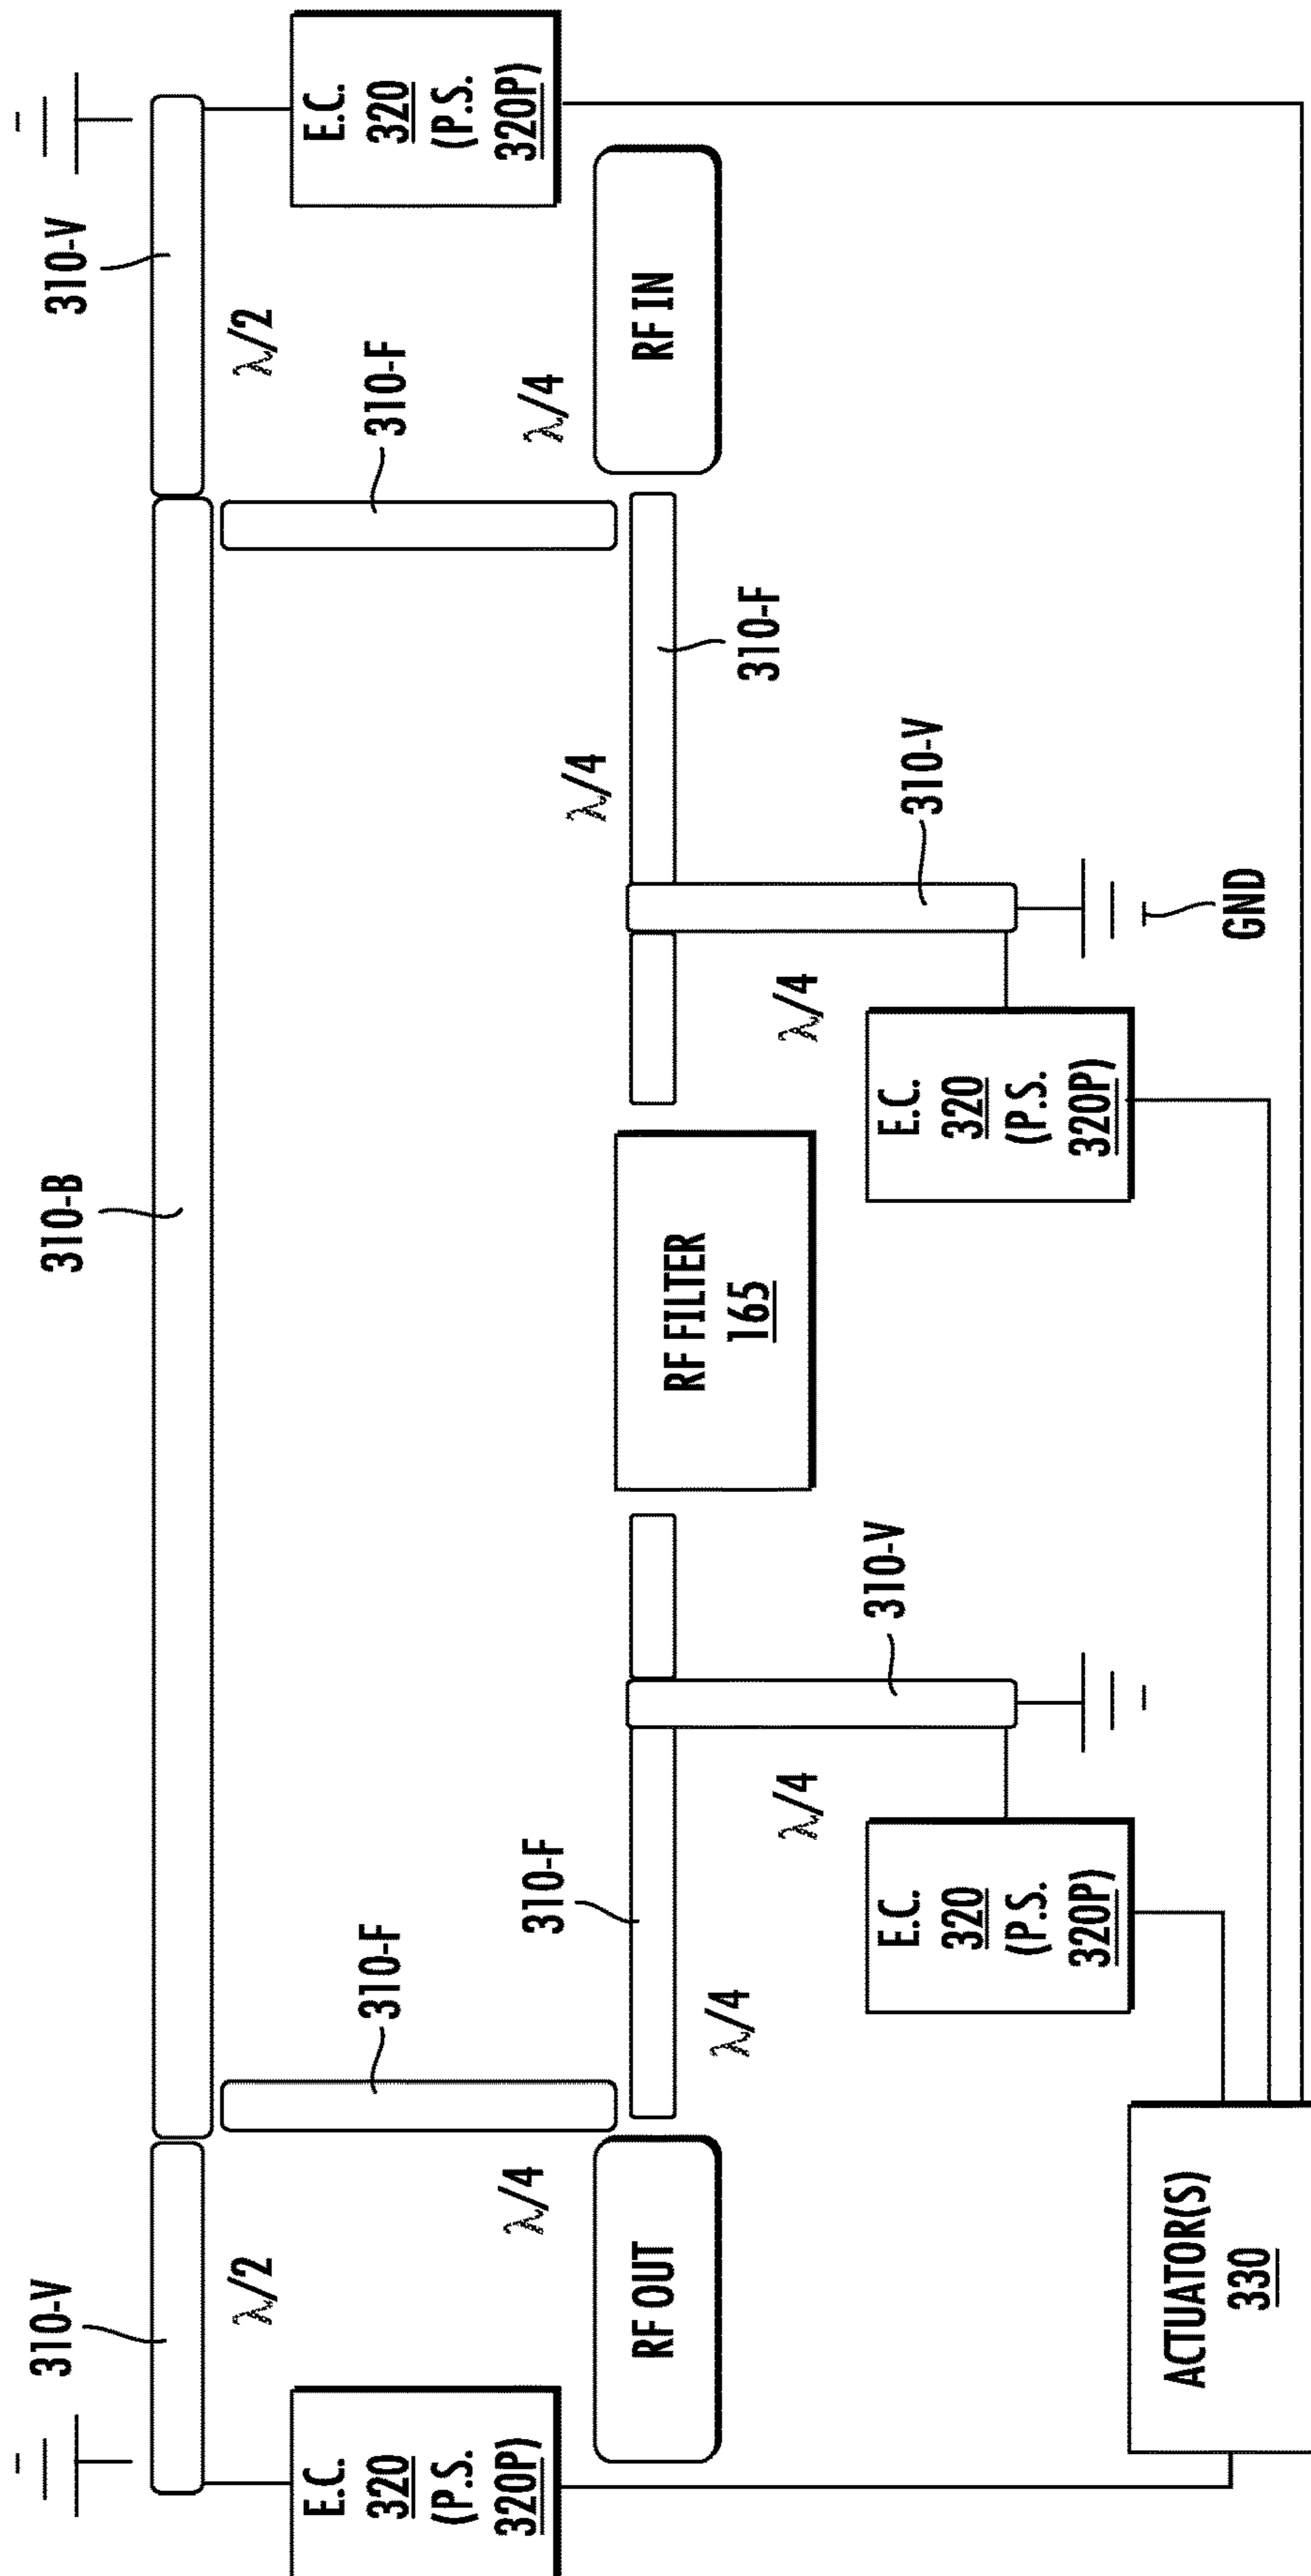 310-V
310-B
310-V
λ/2
λ/2
E.C.
320
(P.S.
320P)
310-F
310-F
E.C.
320
(P.S.
320P)
λ/4
310-F
λ/4
λ/4
RF OUT
RF FILTER
165
RF IN
λ/4
310-F
λ/4
310-V
λ/4
310-V
E.C.
320
(P.S.
320P)
E.C.
320
(P.S.
320P)
GND
ACTUATOR(S)
330